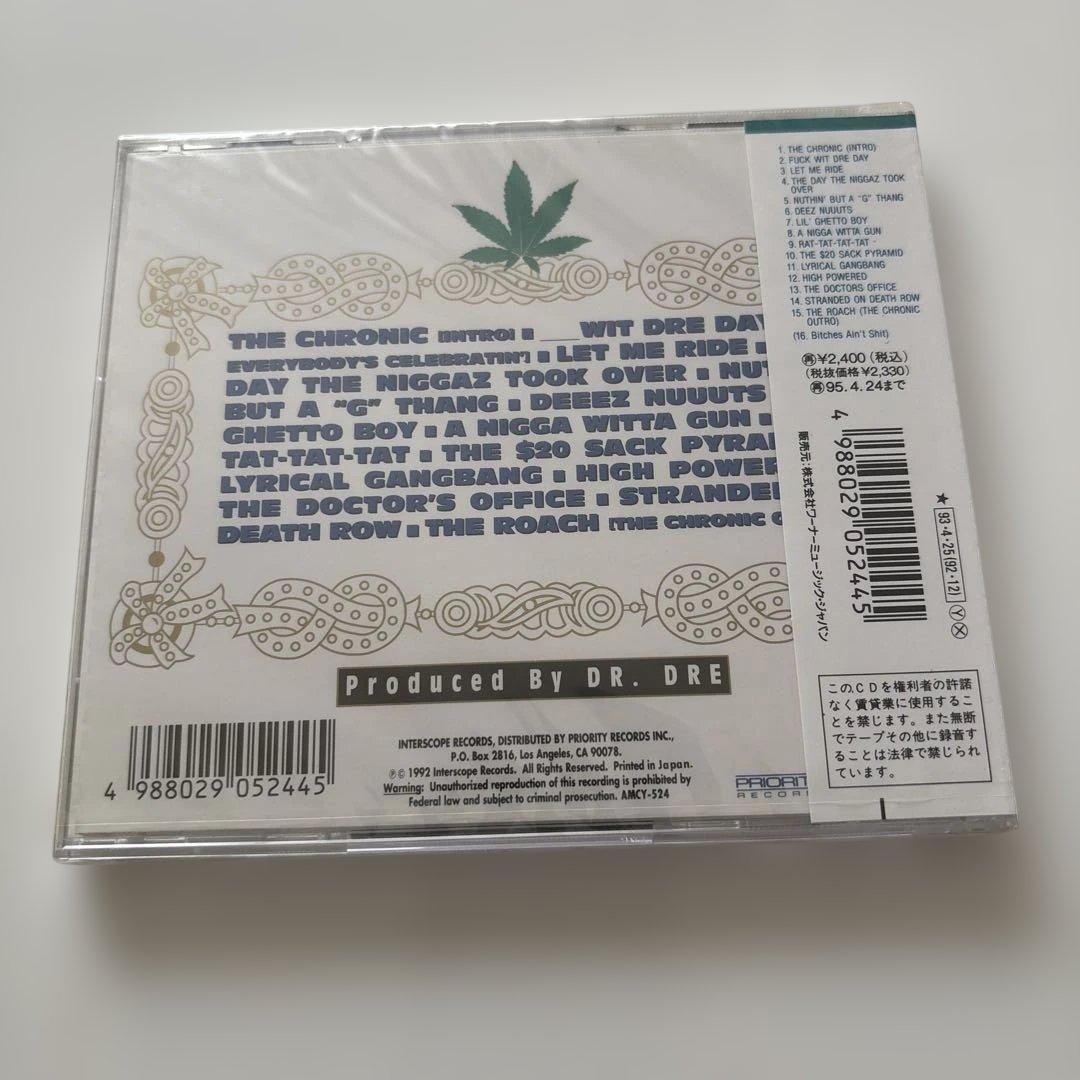 THE CHRONIC [INTRO] ■ ___WIT DRE DAY
EVERYBODY'S CELEBRATIN'] ■ LET ME RIDE ■
DAY THE NIGGAZ TOOK OVER ■
BUT A "G" THANG ■ DEEEZ NUUUTS
GHETTO BOY ■ A NIGGA WITTA GUN ■
TAT-TAT-TAT ■ THE $20 SACK
LYRICAL GANGBANG ■ HIGH
THE DOCTOR'S OFFICE ■
DEATH ROW ■ THE ROACH [THE CHRONIC
Produced By DR. DRE
4 988029 052445
INTERSCOPE RECORDS, DISTRIBUTED BY PRIORITY RECORDS INC.,
P.O. Box 2816, Los Angeles, CA 90078.
℗© 1992 Interscope Records. All Rights Reserved. Printed in Japan.
Warning: Unauthorized reproduction of this recording is prohibited by
Federal law and subject to criminal prosecution. AMCY-524
1. THE CHRONIC (INTRO)
2. FUCK WIT DRE DAY
3. LET ME RIDE
4. THE DAY THE NIGGAZ TOOK
OVER
5. NUTHIN' BUT A "G" THANG
6. DEEZ NUUUTS
7. LIL' GHETTO BOY
8. A NIGGA WITTA GUN
9. RAT-TAT-TAT-TAT
10. THE $20 SACK PYRAMID
11. LYRICAL GANGBANG
12. HIGH POWERED
13. THE DOCTORS OFFICE
14. STRANDED ON DEATH ROW
15. THE ROACH (THE CHRONIC
OUTRO)
(16. Bitches Ain't Shit)
㊢¥2,400(税込)
(税抜価格¥2,330)
㊢95.4.24まで
4 988029 052445
販売元:株式会社ワーナーミュージック・ジャパン
★93・4・25(92・12)ⓎⓍ
このCDを権利者の許諾
なく賃貸業に使用するこ
とを禁じます。また無断
でテープその他に録音す
ることは法律で禁じられ
ています。